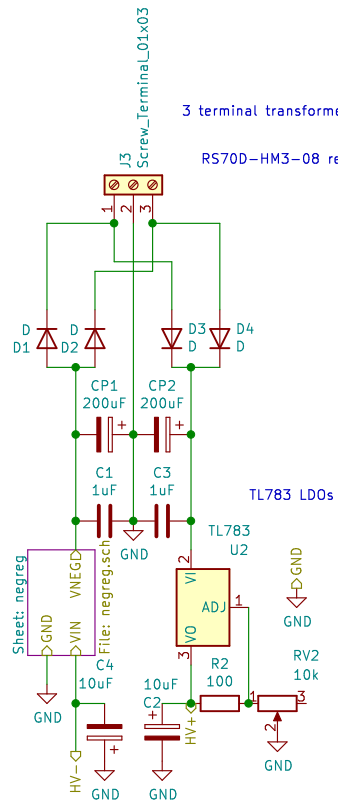 Screw_Terminal_01x03
J3
3 terminal transforme
RS70D-HM3-08 re
1
2
3
D
D1
D
D2
D3
D
D4
D
CP1
200uF
+
CP2
200uF
+
C1
1uF
C3
1uF
GND
TL783 LDOs
TL783
U2
2
VI
ADJ
1
VO
3
Sheet: negreg
File: negreg.sch
VNEG
GND
VIN
GND
GND
GND
C4
10uF
+
10uF
C2
+
HV+
R2
100
RV2
10k
1
3
2
GND
HV-
GND
GND